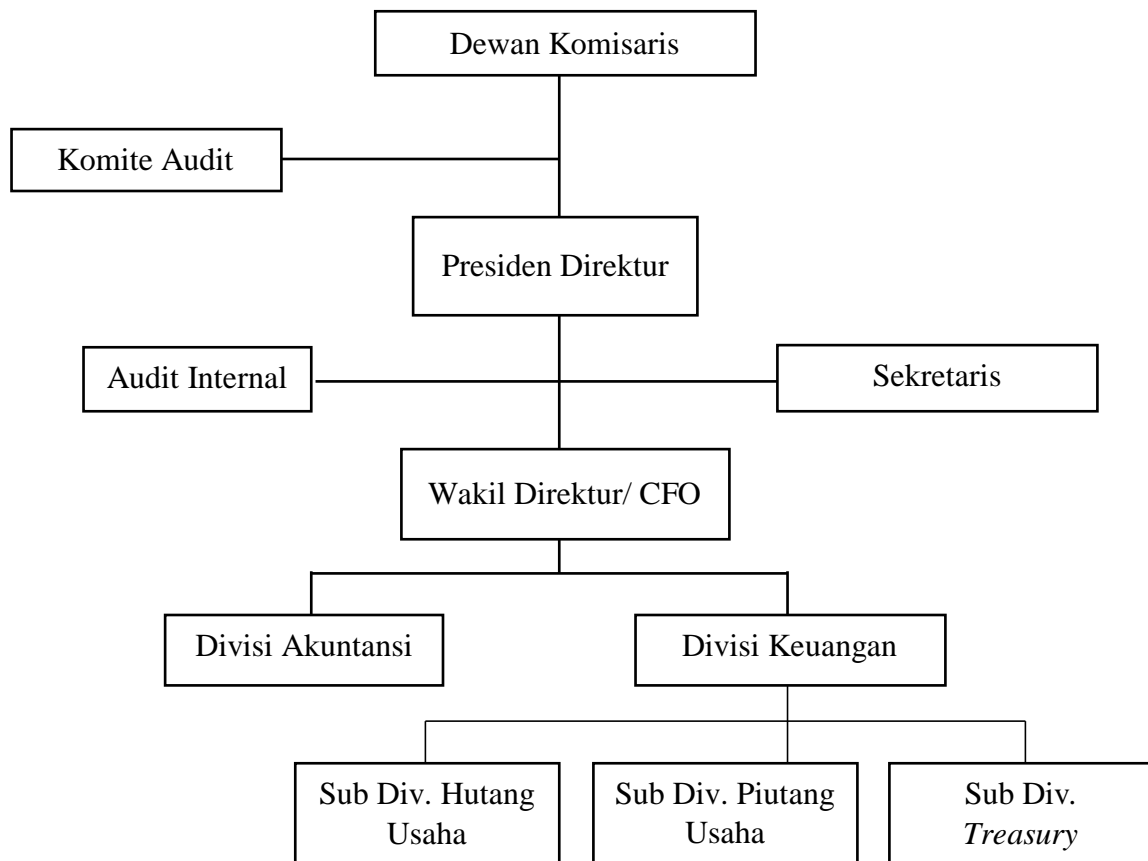 Dewan Komisaris
Komite Audit
Presiden Direktur
Audit Internal
Sekretaris
Wakil Direktur/ CFO
Divisi Akuntansi
Divisi Keuangan
Sub Div. Hutang
Usaha
Sub Div. Piutang
Usaha
Sub Div.
Treasury